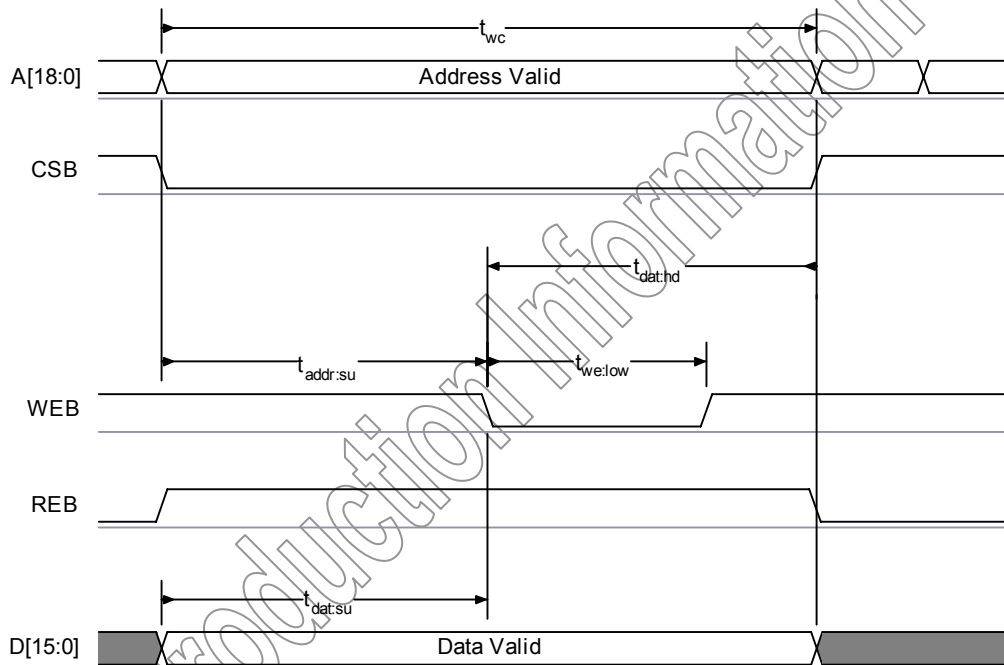 t_wc
A[18:0] Address Valid
CSB
t_dat:hd
t_addr:su t_we:low
WEB
REB
t_dat:su
D[15:0] Data Valid
roduction Information